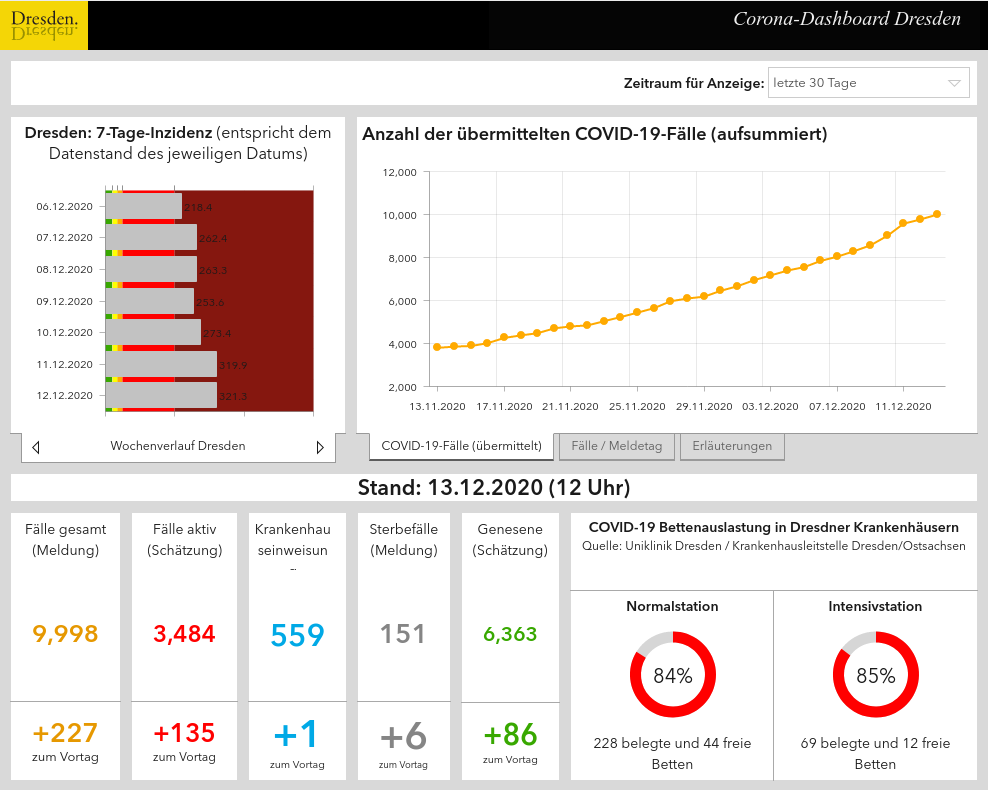 Dresden.
Dresden.
Corona-Dashboard Dresden
Zeitraum für Anzeige:
letzte 30 Tage
Dresden: 7-Tage-Inzidenz (entspricht dem
Datenstand des jeweiligen Datums)
06.12.2020
218.4
07.12.2020
262.4
08.12.2020
263.3
09.12.2020
253.6
10.12.2020
273.4
11.12.2020
319.9
12.12.2020
321.3
Wochenverlauf Dresden
Anzahl der übermittelten COVID-19-Fälle (aufsummiert)
12,000
10,000
8,000
6,000
4,000
2,000
13.11.2020 17.11.2020 21.11.2020 25.11.2020 29.11.2020 03.12.2020 07.12.2020 11.12.2020
COVID-19-Fälle (übermittelt) Fälle / Meldetag Erläuterungen
Stand: 13.12.2020 (12 Uhr)
Fälle gesamt
(Meldung)
9,998
+227
zum Vortag
Fälle aktiv
(Schätzung)
3,484
+135
zum Vortag
Krankenhau
seinweisun
559
+1
zum Vortag
Sterbefälle
(Meldung)
151
+6
zum Vortag
Genesene
(Schätzung)
6,363
+86
zum Vortag
COVID-19 Bettenauslastung in Dresdner Krankenhäusern
Quelle: Uniklinik Dresden / Krankenhausleitstelle Dresden/Ostsachsen
Normalstation
84%
228 belegte und 44 freie
Betten
Intensivstation
85%
69 belegte und 12 freie
Betten